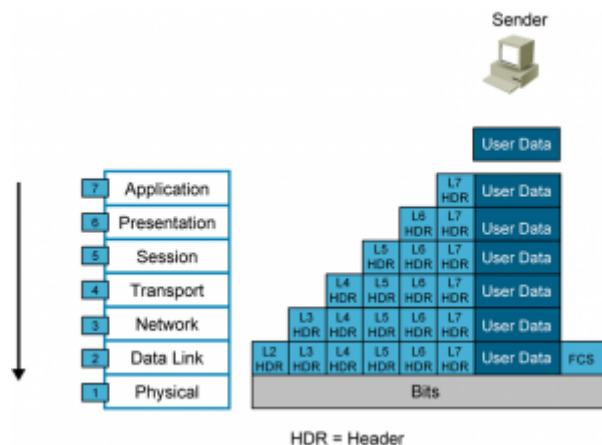 Sender
User Data
7 Application L7 HDR User Data
6 Presentation L6 HDR L7 HDR User Data
5 Session L5 HDR L6 HDR L7 HDR User Data
4 Transport L4 HDR L5 HDR L6 HDR L7 HDR User Data
3 Network L3 HDR L4 HDR L5 HDR L6 HDR L7 HDR User Data
2 Data Link L2 HDR L3 HDR L4 HDR L5 HDR L6 HDR L7 HDR User Data FCS
1 Physical Bits
HDR = Header